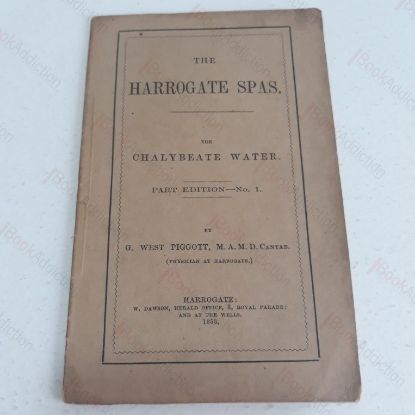 THE
HARROGATE SPAS.
THE
CHALYBEATE WATER.
PART EDITION—No. 1.
BY
G. WEST PIGGOTT, M.A. M.D. CANTAB.
(PHYSICIAN AT HARROGATE.)
HARROGATE:
W. DAWSON, HERALD OFFICE, 5, ROYAL PARADE;
AND AT THE WELLS.
BookAddiction